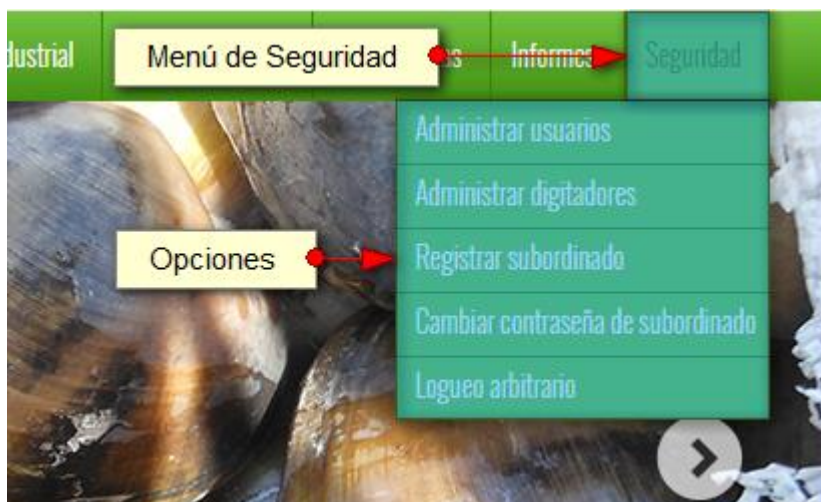 dustrial
Menú de Seguridad
as
Informes
Seguridad
Administrar usuarios
Administrar digitadores
Opciones
Registrar subordinado
Cambiar contraseña de subordinado
Logueo arbitrario